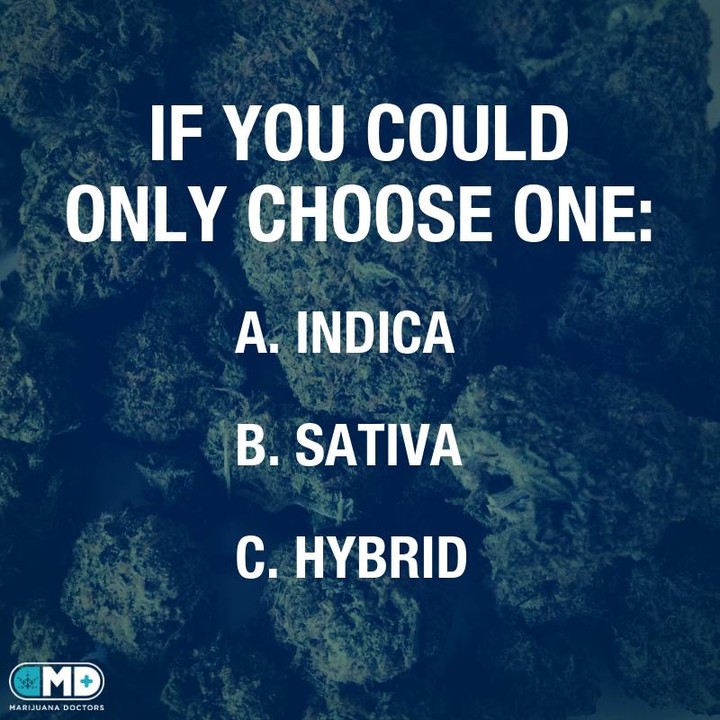 IF YOU COULD
ONLY CHOOSE ONE:
A. INDICA
B. SATIVA
C. HYBRID
MD
MARIJUANA DOCTORS